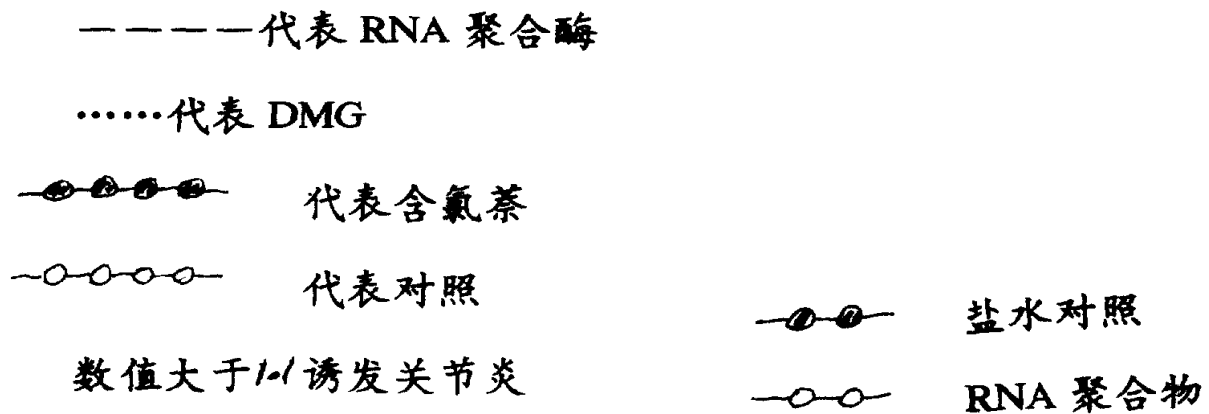 代表 RNA 聚合酶
……代表 DMG
代表含氯萘
代表对照
数值大于1.1诱发关节炎
盐水对照
RNA 聚合物